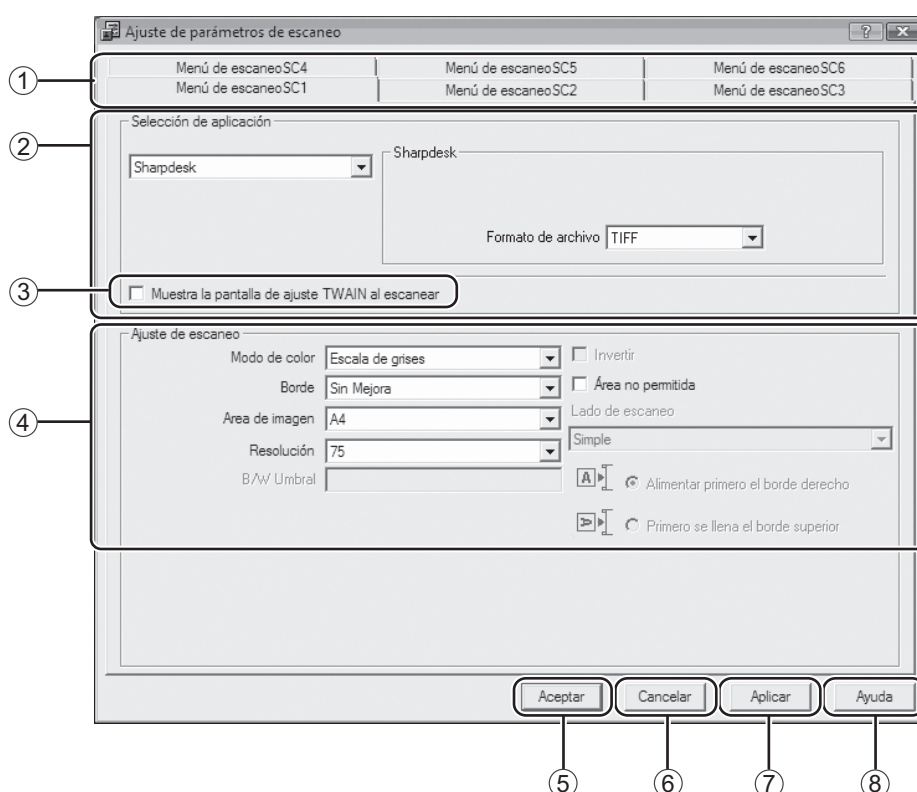 Ajuste de parámetros de escaneo
①
Menú de escaneoSC4 Menú de escaneoSC5 Menú de escaneoSC6
Menú de escaneoSC1 Menú de escaneoSC2 Menú de escaneoSC3
②
Selección de aplicación
Sharpdesk
Sharpdesk
Formato de archivo TIFF
③
Muestra la pantalla de ajuste TWAIN al escanear
④
Ajuste de escaneo
Modo de color Escala de grises Invertir
Borde Sin Mejora Área no permitida
Area de imagen A4 Lado de escaneo
Resolución 75 Simple
B/W Umbral
A Alimentar primero el borde derecho
A Primero se llena el borde superior
Aceptar Cancelar Aplicar Ayuda
⑤ ⑥ ⑦ ⑧